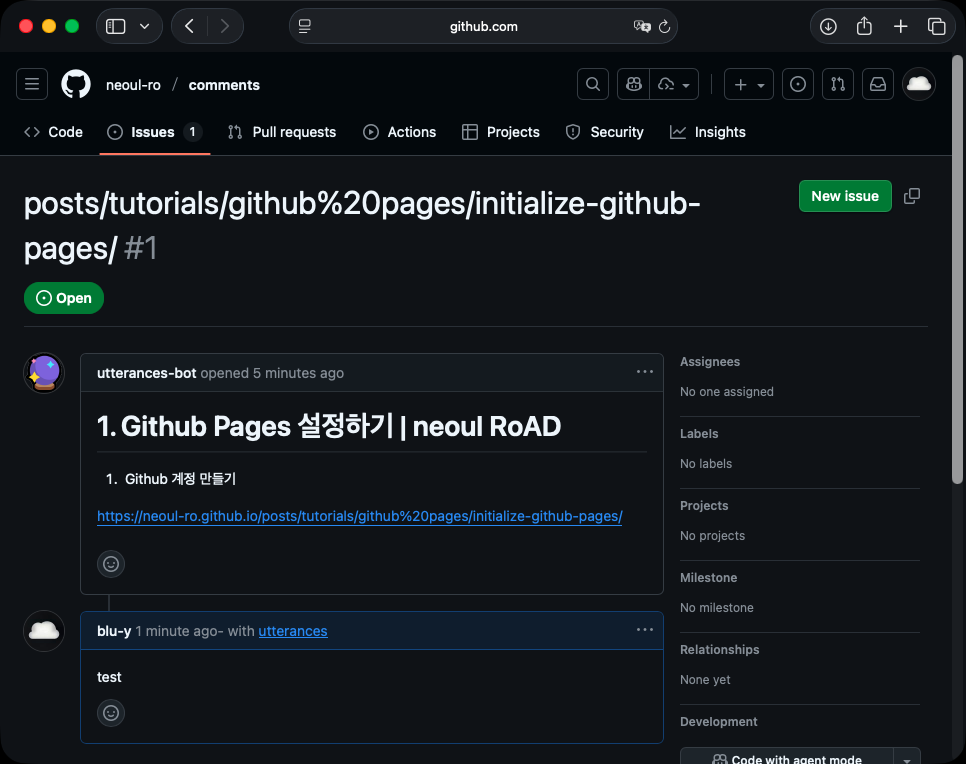 github.com
neoul-ro / comments
Code
Issues 1
Pull requests
Actions
Projects
Security
Insights
posts/tutorials/github%20pages/initialize-github-
pages/ #1
New issue
Open
utterances-bot opened 5 minutes ago
1. Github Pages 설정하기 | neoul RoAD
1. Github 계정 만들기
https://neoul-ro.github.io/posts/tutorials/github%20pages/initialize-github-pages/
blu-y 1 minute ago- with utterances
test
Assignees
No one assigned
Labels
No labels
Projects
No projects
Milestone
No milestone
Relationships
None yet
Development
Code with agent mode